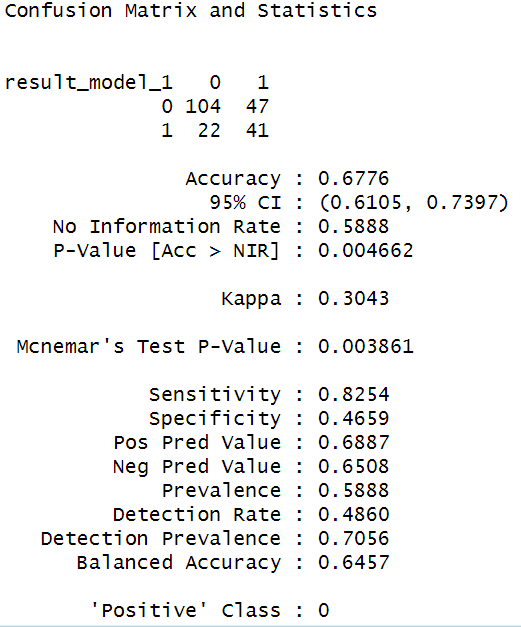 Confusion Matrix and Statistics
result_model_1 0 1
0 104 47
1 22 41
Accuracy : 0.6776
95% CI : (0.6105, 0.7397)
No Information Rate : 0.5888
P-Value [Acc > NIR] : 0.004662
Kappa : 0.3043
Mcnemar's Test P-Value : 0.003861
Sensitivity : 0.8254
Specificity : 0.4659
Pos Pred Value : 0.6887
Neg Pred Value : 0.6508
Prevalence : 0.5888
Detection Rate : 0.4860
Detection Prevalence : 0.7056
Balanced Accuracy : 0.6457
'Positive' Class : 0